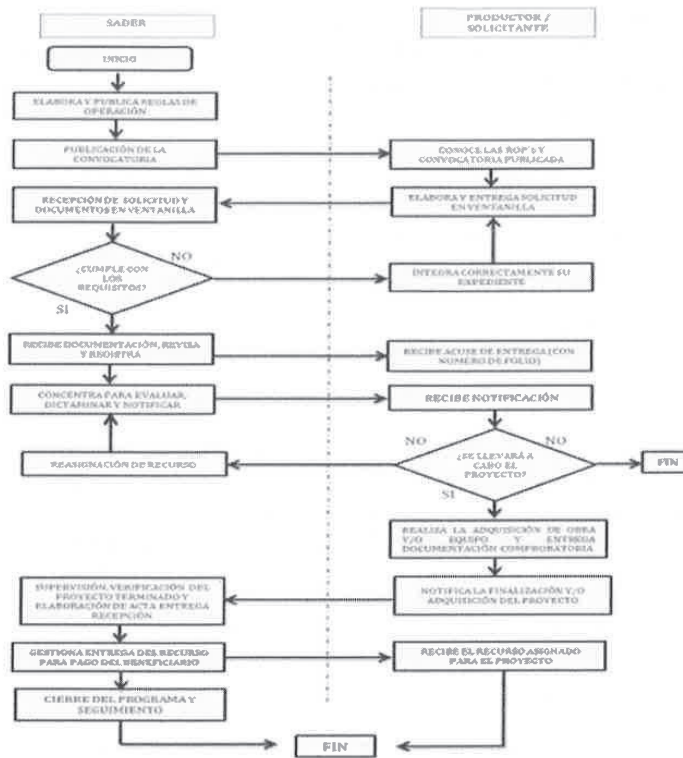 SADER
PRODUCTOR /
SOLICITANTE
INICIO
ELABORA Y PUBLICA REGLAS DE
OPERACIÓN
PUBLICACIÓN DE LA
CONVOCATORIA
CONOCE LAS ROP´S Y
CONVOCATORIA PUBLICADA
RECEPCIÓN DE SOLICITUD Y
DOCUMENTOS EN VENTANILLA
ELABORA Y ENTREGA SOLICITUD
EN VENTANILLA
NO
¿CUMPLE CON
LOS
REQUISITOS?
SI
INTEGRA CORRECTAMENTE SU
EXPEDIENTE
RECIBE DOCUMENTACIÓN, REVISA
Y REGISTRA
RECIBE ACUSE DE ENTREGA (CON
NÚMERO DE FOLIO)
CONCENTRA PARA EVALUAR,
DICTAMINAR Y NOTIFICAR
RECIBE NOTIFICACIÓN
NO
NO
REASIGNACIÓN DE RECURSO
¿SE LLEVARÁ A
CABO EL
PROYECTO?
FIN
SI
REALIZA LA ADQUISICIÓN DE OBRA
Y/O EQUIPO Y ENTREGA
DOCUMENTACIÓN COMPROBATORIA
SUPERVISIÓN, VERIFICACIÓN DEL
PROYECTO TERMINADO Y
ELABORACIÓN DE ACTA ENTREGA
RECEPCIÓN
NOTIFICA LA FINALIZACIÓN Y/O
ADQUISICIÓN DEL PROYECTO
GESTIONA ENTREGA DEL RECURSO
PARA PAGO DEL BENEFICIARIO
RECIBE EL RECURSO ASIGNADO
PARA EL PROYECTO
CIERRE DEL PROGRAMA Y
SEGUIMIENTO
FIN